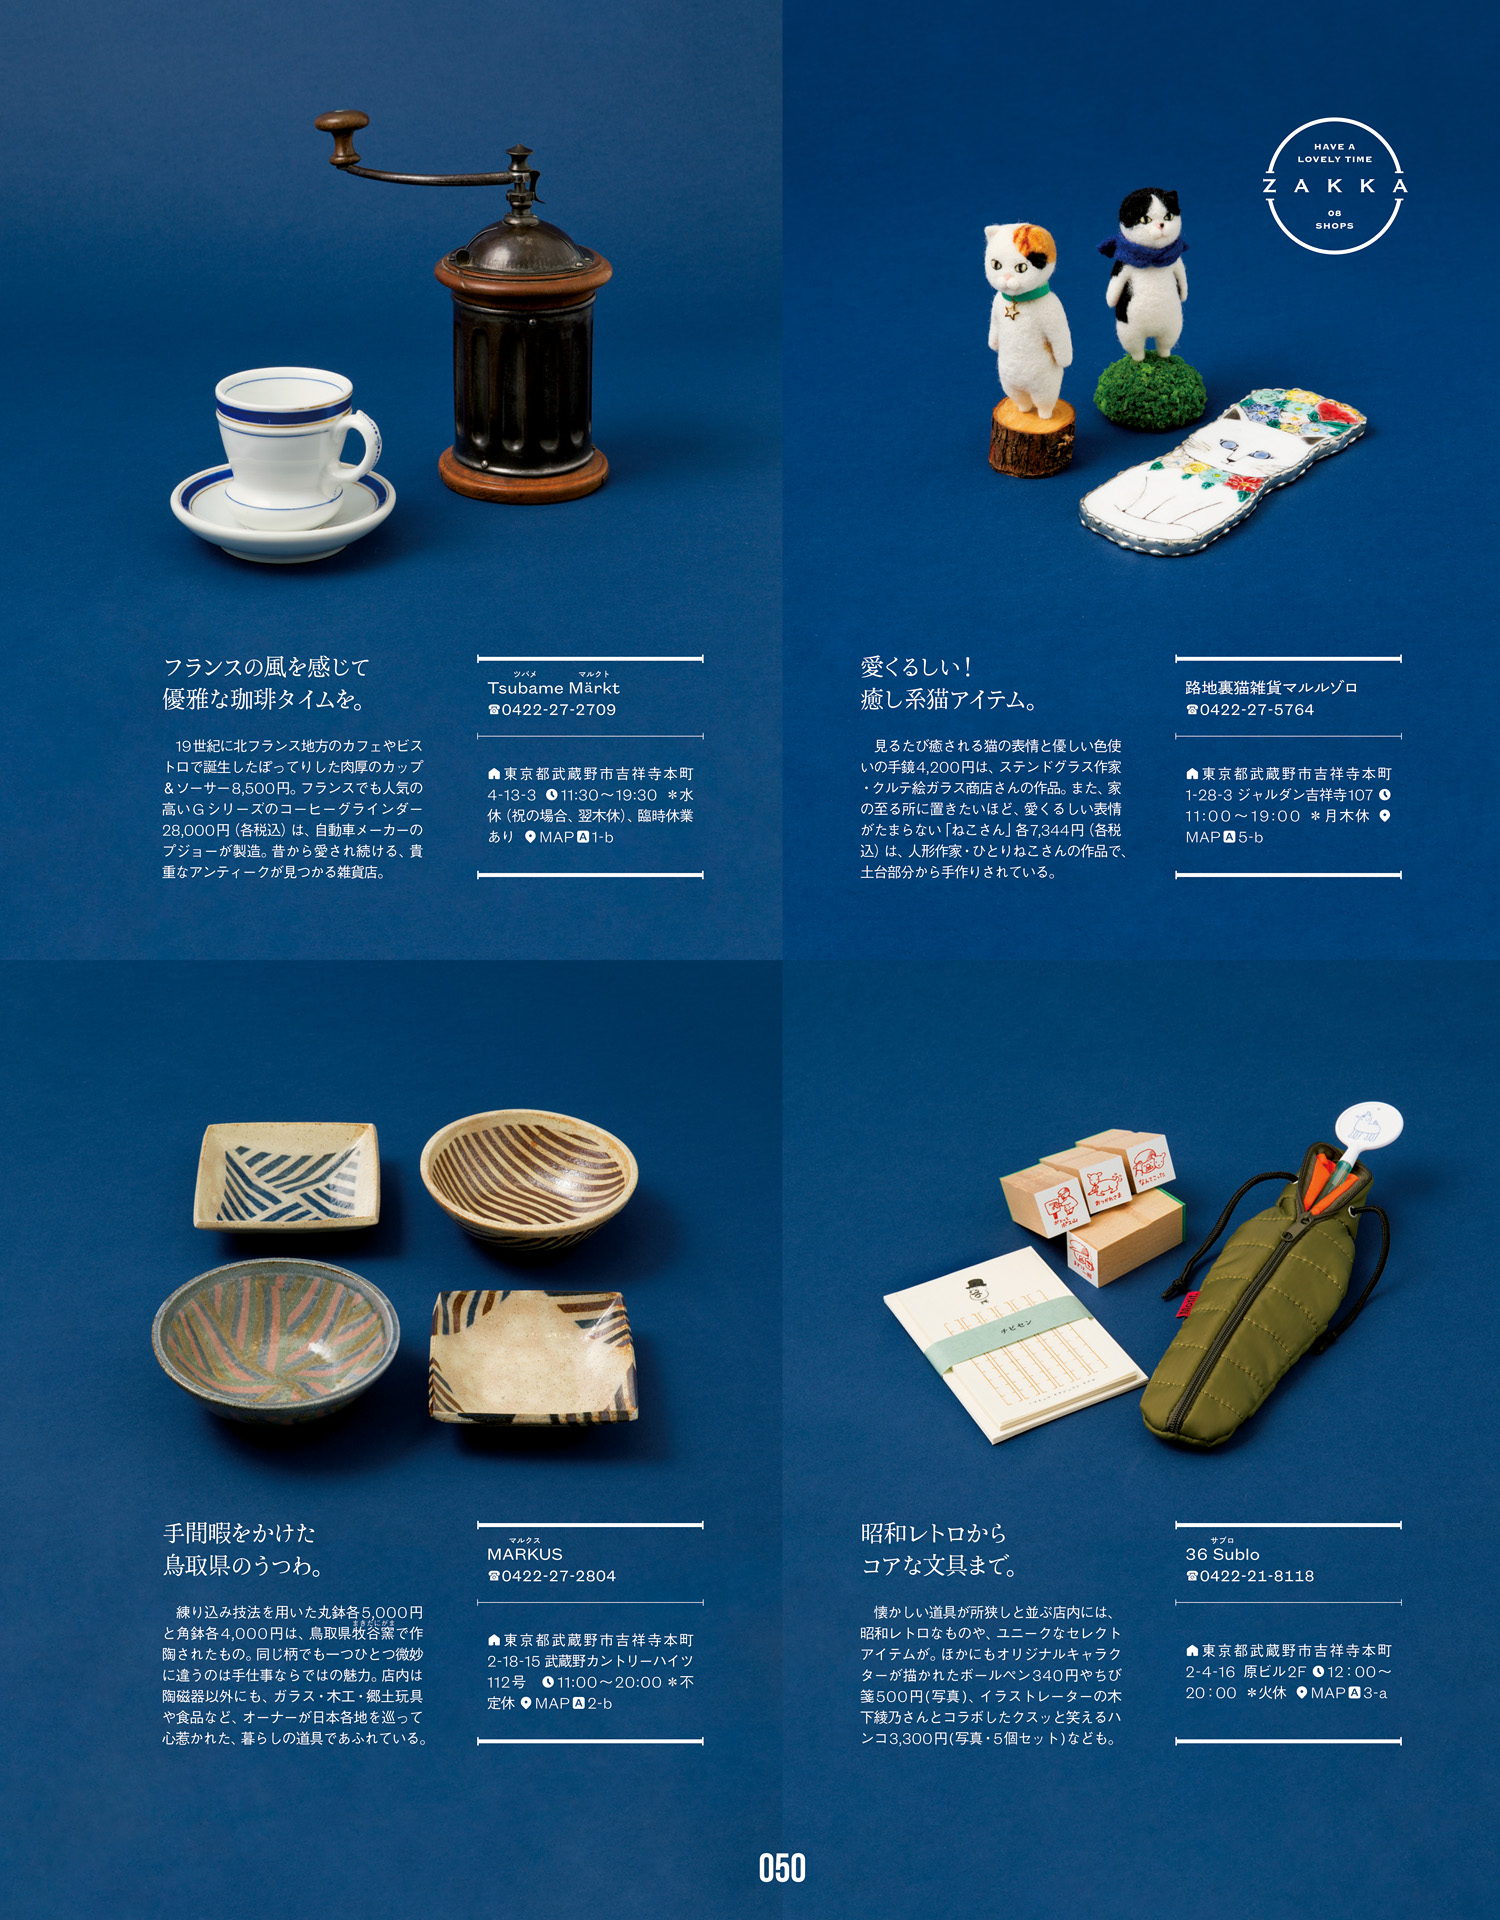 HAVE A
LOVELY TIME
ZAKKA
08
SHOPS
フランスの風を感じて
優雅な珈琲タイムを。
19世紀に北フランス地方のカフェやビス
トロで誕生したぽってりした肉厚のカップ
＆ソーサー8,500円。フランスでも人気の
高いGシリーズのコーヒーグラインダー
28,000円（各税込）は、自動車メーカーの
プジョーが製造。昔から愛され続ける、貴
重なアンティークが見つかる雑貨店。
ツバメ マルクト
Tsubame Märkt
☎0422-27-2709
東京都武蔵野市吉祥寺本町
4-13-3 11:30〜19:30 ＊水
休（祝の場合、翌木休）、臨時休業
あり MAP A 1-b
愛くるしい！
癒し系猫アイテム。
見るたび癒される猫の表情と優しい色使
いの手鏡4,200円は、ステンドグラス作家
・クルテ絵ガラス商店さんの作品。また、家
の至る所に置きたいほど、愛くるしい表情
がたまらない「ねこさん」各7,344円（各税
込）は、人形作家・ひとりねこさんの作品で、
土台部分から手作りされている。
路地裏猫雑貨マルルゾロ
☎0422-27-5764
東京都武蔵野市吉祥寺本町
1-28-3 ジャルダン吉祥寺107
11:00〜19:00 ＊月木休
MAP A 5-b
手間暇をかけた
鳥取県のうつわ。
練り込み技法を用いた丸鉢各5,000円
まきだにがま
と角鉢各4,000円は、鳥取県牧谷窯で作
陶されたもの。同じ柄でも一つひとつ微妙
に違うのは手仕事ならではの魅力。店内は
陶磁器以外にも、ガラス・木工・郷土玩具
や食品など、オーナーが日本各地を巡って
心惹かれた、暮らしの道具であふれている。
マルクス
MARKUS
☎0422-27-2804
東京都武蔵野市吉祥寺本町
2-18-15 武蔵野カントリーハイツ
112号 11:00〜20:00 ＊不
定休 MAP A 2-b
なんてこった
おつかれさま
チビセン
昭和レトロから
コアな文具まで。
懐かしい道具が所狭しと並ぶ店内には、
昭和レトロなものや、ユニークなセレクト
アイテムが。ほかにもオリジナルキャラク
ターが描かれたボールペン340円やちび
箋500円(写真)、イラストレーターの木
下綾乃さんとコラボしたクスッと笑えるハ
ンコ3,300円(写真・5個セット)なども。
サブロ
36 Sublo
☎0422-21-8118
東京都武蔵野市吉祥寺本町
2-4-16 原ビル2F 12：00〜
20：00 ＊火休 MAP A 3-a
050